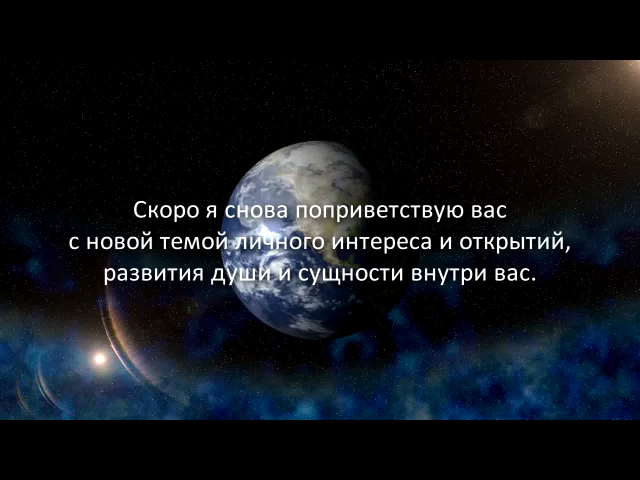 Скоро я снова поприветствую вас
с новой темой личного интереса и открытий,
развития души и сущности внутри вас.